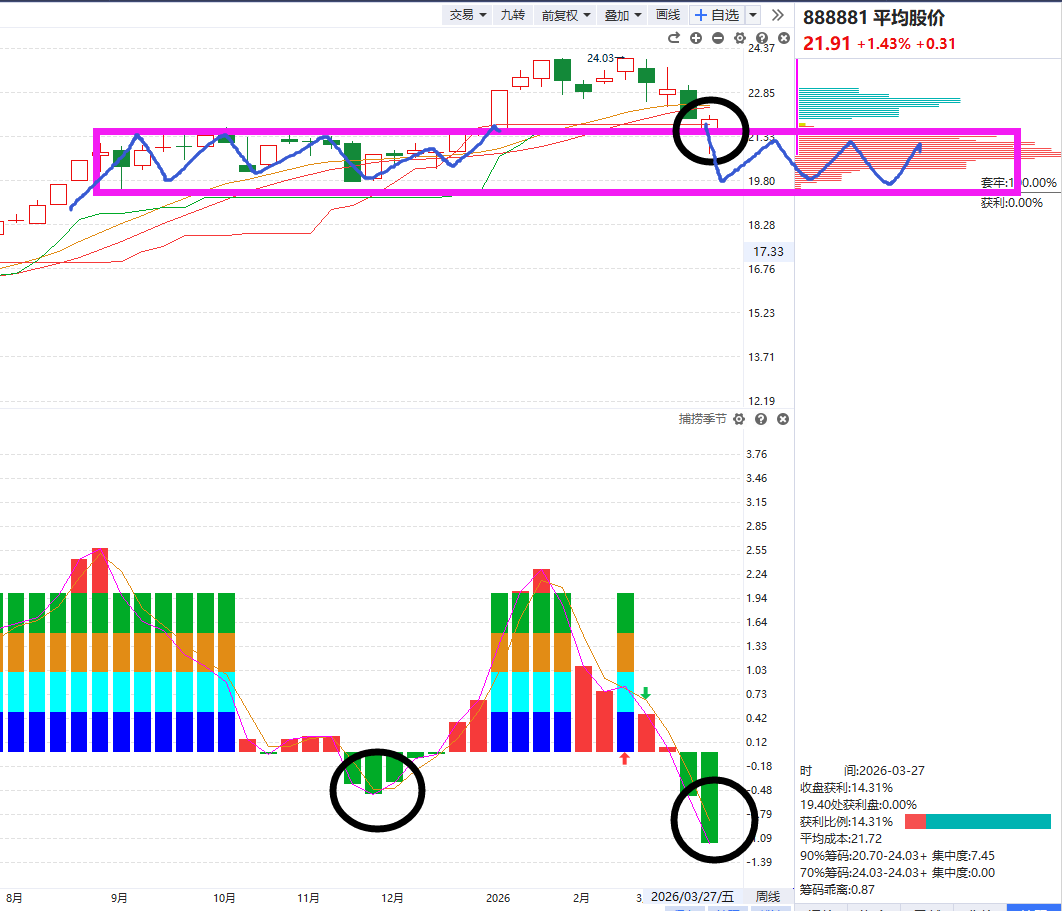 交易 九转 前复权 叠加 画线 自选
888881 平均股价
21.91 +1.43% +0.31
24.37
24.03
22.85
21.33
19.80
套牢:100.00%
获利:0.00%
18.28
17.33
16.76
15.23
13.71
12.19
捕捞季节
3.76
3.46
3.15
2.85
2.55
2.24
1.94
1.64
1.33
1.03
0.73
0.42
0.12
-0.18
-0.48
-1.39
时 间:2026-03-27
收盘获利:14.31%
19.40处获利盘:0.00%
获利比例:14.31%
平均成本:21.72
90%筹码:20.70-24.03+ 集中度:7.45
70%筹码:24.03-24.03+ 集中度:0.00
筹码乖离:0.87
8月 9月 10月 11月 12月 2026 2月 2026/03/27/五 周线